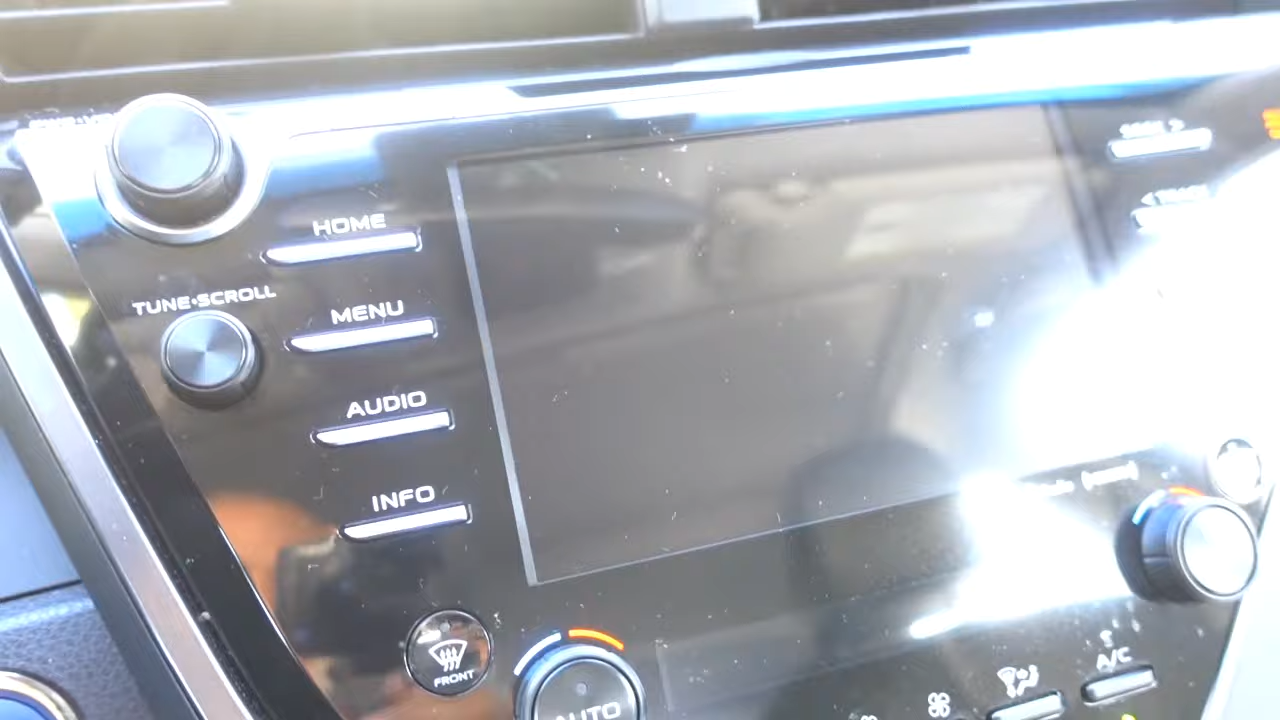 HOME
TUNE•SCROLL
MENU
AUDIO
INFO
FRONT
AUTO
A/C